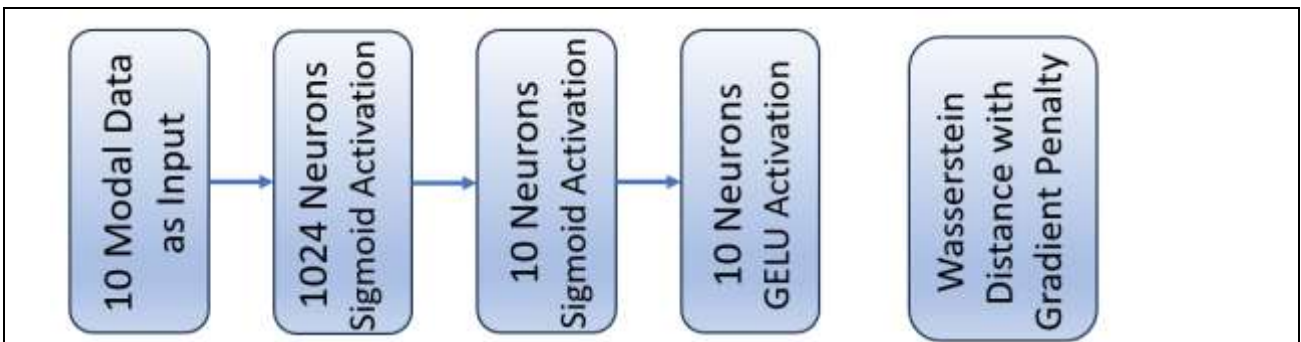 10 Modal Data
as Input
1024 Neurons
Sigmoid Activation
10 Neurons
Sigmoid Activation
10 Neurons
GELU Activation
Wasserstein
Distance with
Gradient Penalty